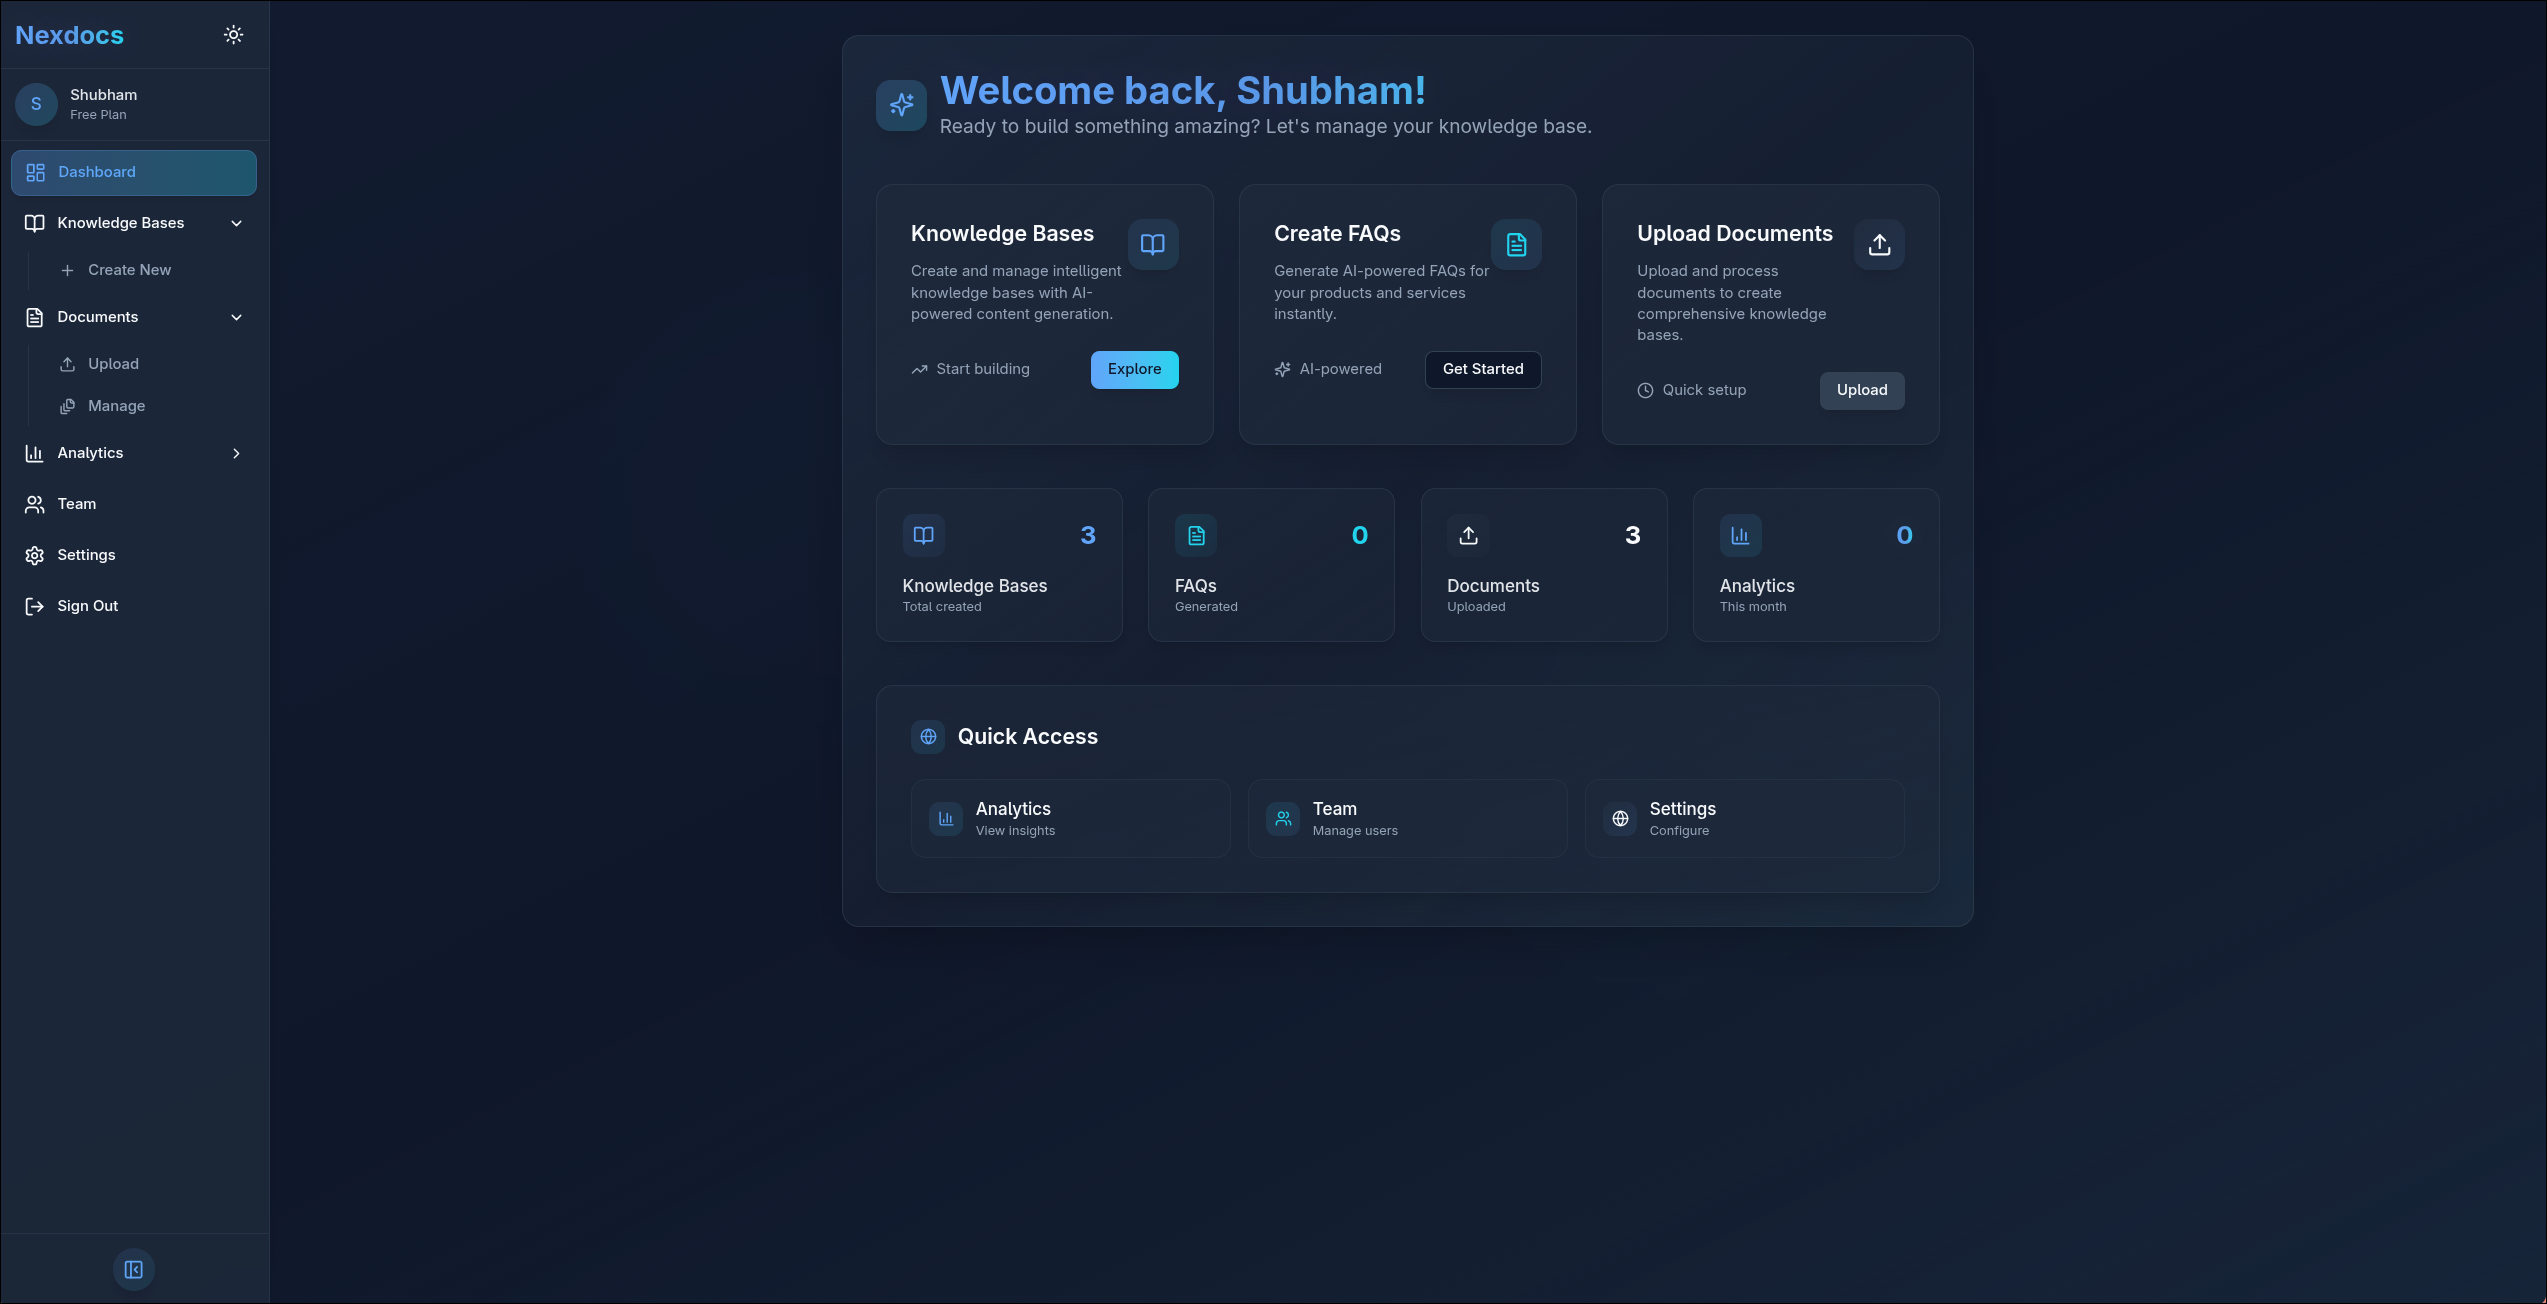 Nexdocs
S
Shubham
Free Plan
Dashboard
Knowledge Bases
Create New
Documents
Upload
Manage
Analytics
Team
Settings
Sign Out
Welcome back, Shubham!
Ready to build something amazing? Let's manage your knowledge base.
Knowledge Bases
Create and manage intelligent
knowledge bases with AI-
powered content generation.
Start building
Explore
Create FAQs
Generate AI-powered FAQs for
your products and services
instantly.
AI-powered
Get Started
Upload Documents
Upload and process
documents to create
comprehensive knowledge
bases.
Quick setup
Upload
3
Knowledge Bases
Total created
0
FAQs
Generated
3
Documents
Uploaded
0
Analytics
This month
Quick Access
Analytics
View insights
Team
Manage users
Settings
Configure